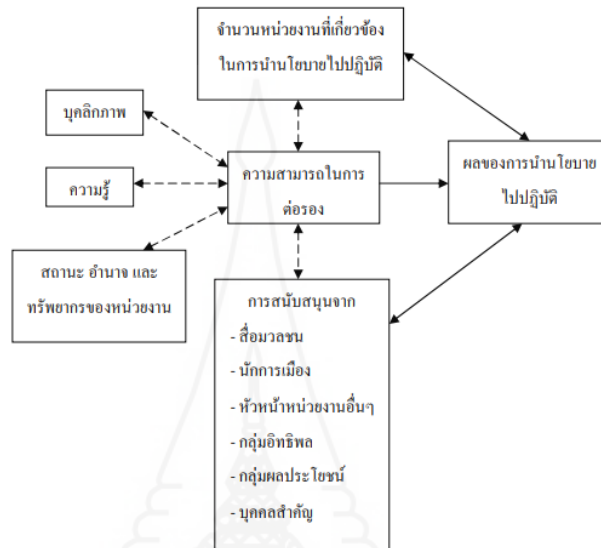 จำนวนหน่วยงานที่เกี่ยวข้อง
ในการนำนโยบายไปปฏิบัติ
บุคลิกภาพ
ความรู้
สถานะ อำนาจ และ
ทรัพยากรของหน่วยงาน
ความสามารถในการ
ต่อรอง
ผลของการนำนโยบาย
ไปปฏิบัติ
การสนับสนุนจาก
- สื่อมวลชน
- นักการเมือง
- หัวหน้าหน่วยงานอื่นๆ
- กลุ่มอิทธิพล
- กลุ่มผลประโยชน์
- บุคคลสำคัญ